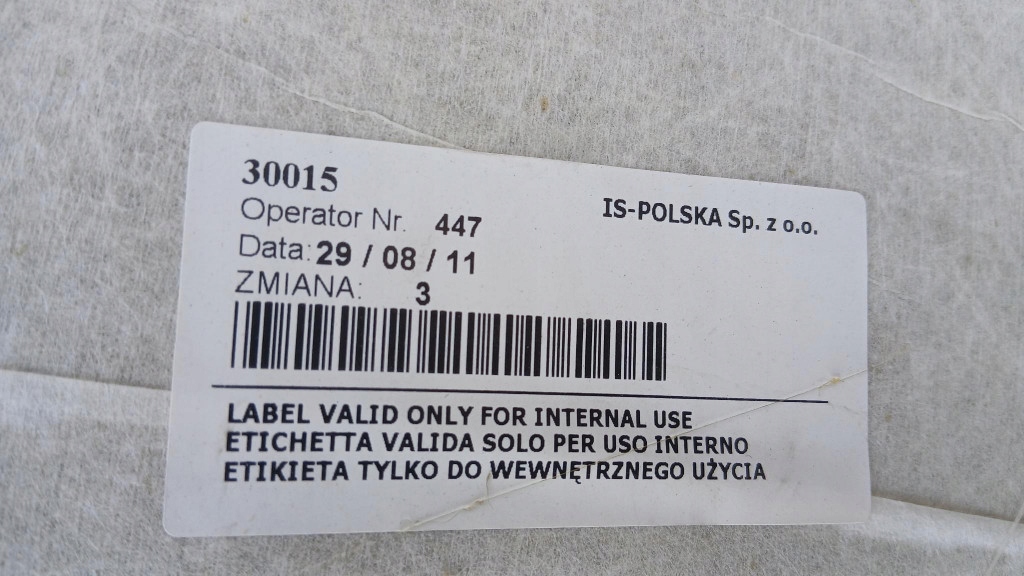 30015
IS-POLSKA Sp. z o.o.
Operator Nr. 447
Data: 29 / 08 / 11
ZMIANA: 3
LABEL VALID ONLY FOR INTERNAL USE
ETICHETTA VALIDA SOLO PER USO INTERNO
ETIKIETA TYLKO DO WEWNĘTRZNEGO UŻYCIA